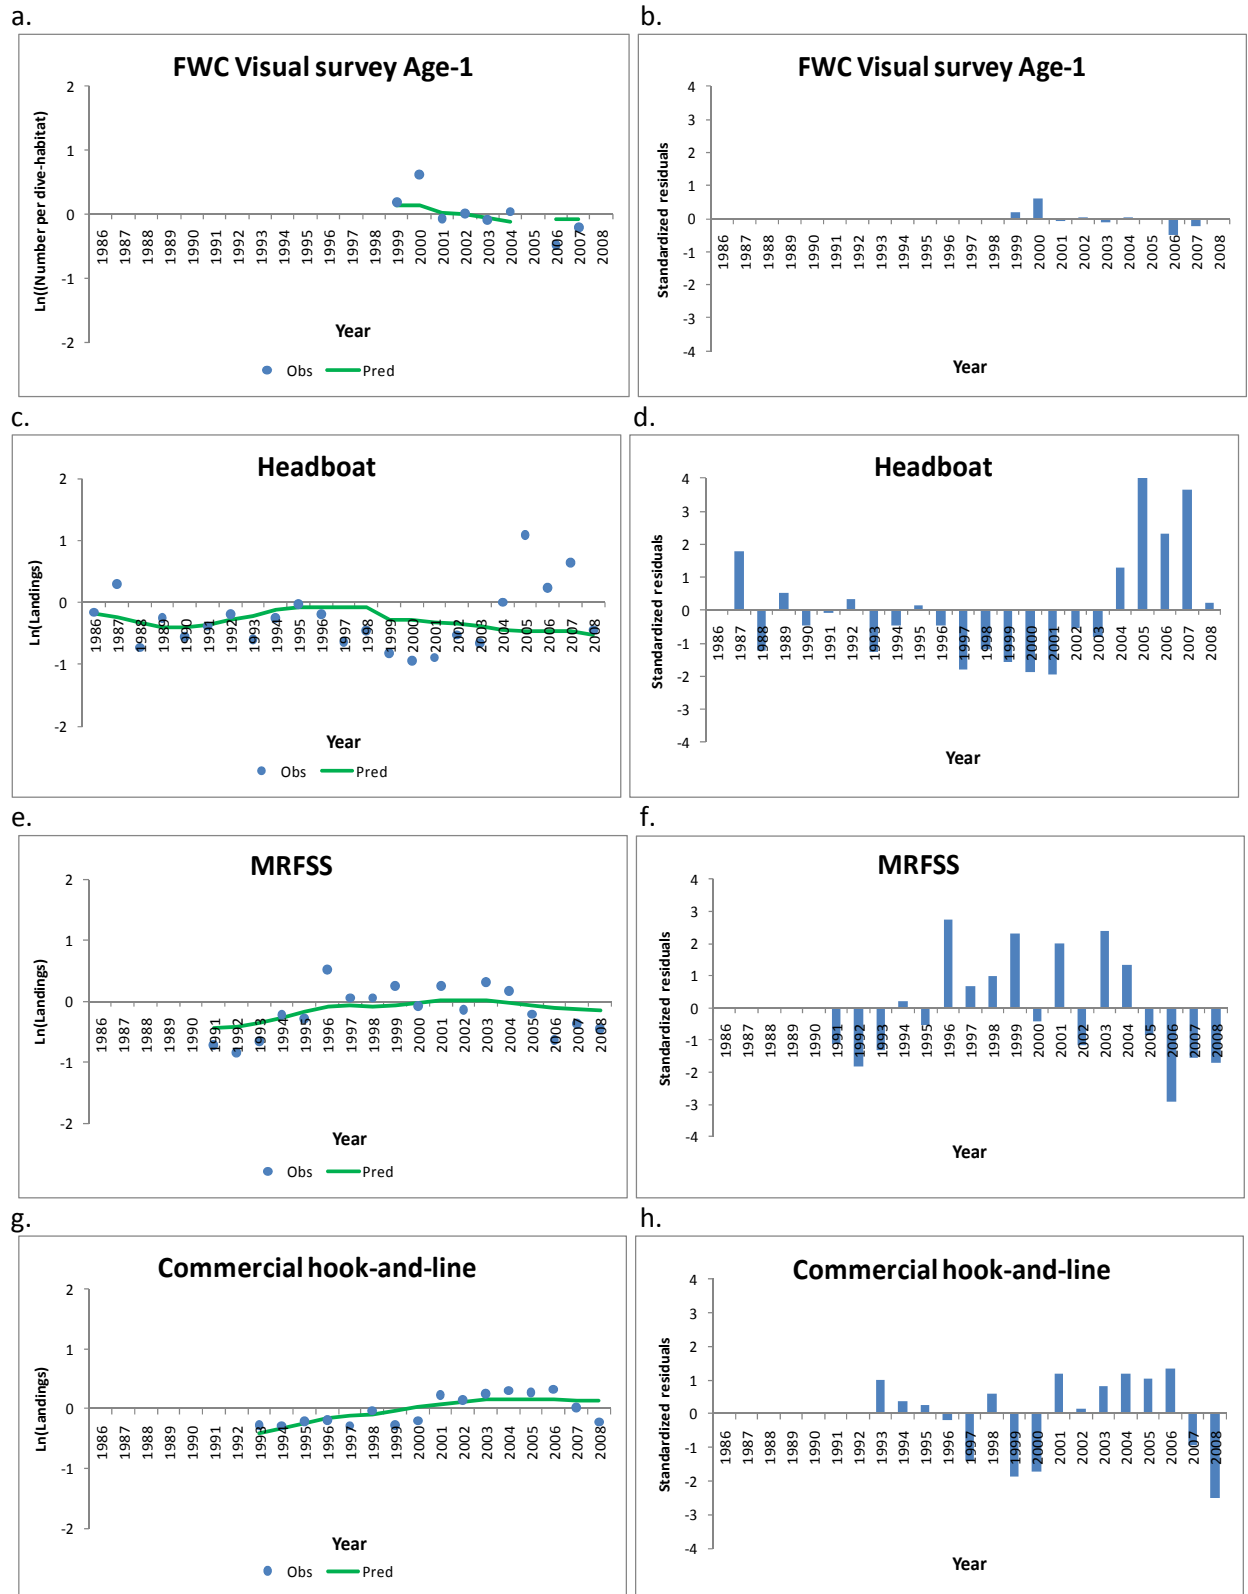 a.
FWC Visual survey Age-1
2
1
0
-1
-2
Ln((Number per dive-habitat)
1986 1987 1988 1989 1990 1991 1992 1993 1994 1995 1996 1997 1998 1999 2000 2001 2002 2003 2004 2005 2006 2007 2008
Year
Obs Pred
b.
FWC Visual survey Age-1
4
3
2
1
0
-1
-2
-3
-4
Standardized residuals
1986 1987 1988 1989 1990 1991 1992 1993 1994 1995 1996 1997 1998 1999 2000 2001 2002 2003 2004 2005 2006 2007 2008
Year
c.
Headboat
2
1
0
-1
-2
Ln(Landings)
1986 1987 1988 1989 1990 1991 1992 1993 1994 1995 1996 1997 1998 1999 2000 2001 2002 2003 2004 2005 2006 2007 2008
Year
Obs Pred
d.
Headboat
4
3
2
1
0
-1
-2
-3
-4
Standardized residuals
1986 1987 1988 1989 1990 1991 1992 1993 1994 1995 1996 1997 1998 1999 2000 2001 2002 2003 2004 2005 2006 2007 2008
Year
e.
MRFSS
2
1
0
-1
-2
Ln(Landings)
1986 1987 1988 1989 1990 1991 1992 1993 1994 1995 1996 1997 1998 1999 2000 2001 2002 2003 2004 2005 2006 2007 2008
Year
Obs Pred
f.
MRFSS
4
3
2
1
0
-1
-2
-3
-4
Standardized residuals
1986 1987 1988 1989 1990 1991 1992 1993 1994 1995 1996 1997 1998 1999 2000 2001 2002 2003 2004 2005 2006 2007 2008
Year
g.
Commercial hook-and-line
2
1
0
-1
-2
Ln(Landings)
1986 1987 1988 1989 1990 1991 1992 1993 1994 1995 1996 1997 1998 1999 2000 2001 2002 2003 2004 2005 2006 2007 2008
Year
Obs Pred
h.
Commercial hook-and-line
4
3
2
1
0
-1
-2
-3
-4
Standardized residuals
1986 1987 1988 1989 1990 1991 1992 1993 1994 1995 1996 1997 1998 1999 2000 2001 2002 2003 2004 2005 2006 2007 2008
Year